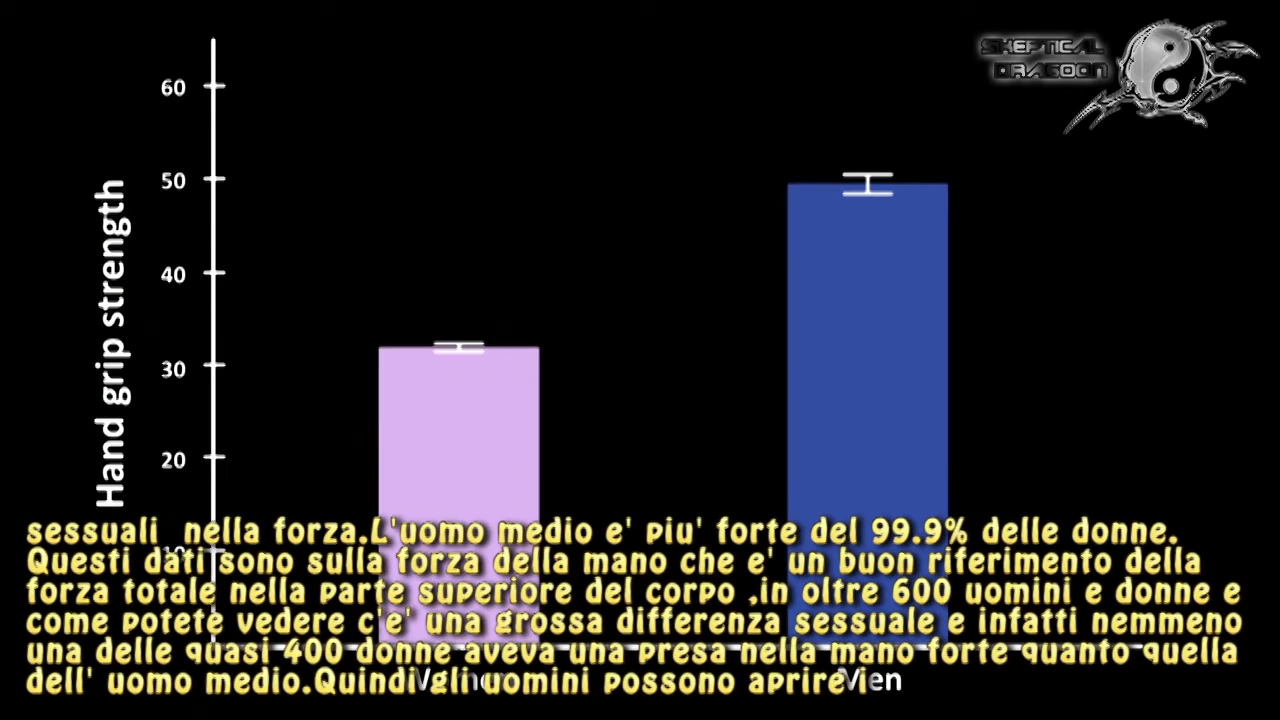 SKEPTICAL
DRAGOON
60
50
40
30
20
10
Hand grip strength
sessuali nella forza.L'uomo medio e' piu' forte del 99.9% delle donne.
Questi dati sono sulla forza della mano che e' un buon riferimento della
forza totale nella parte superiore del corpo ,in oltre 600 uomini e donne e
come potete vedere c'e' una grossa differenza sessuale e infatti nemmeno
una delle quasi 400 donne aveva una presa nella mano forte quanto quella
dell' uomo medio.Quindi gli uomini possono aprire i
Women
Men